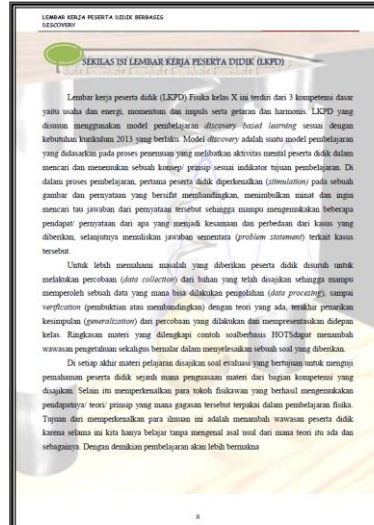 LEMBAR KERJA PESERTA DIDIK BERBASIS
DISCOVERY
SEKILAS ISI LEMBAR KERJA PESERTA DIDIK (LKPD)
Lembar kerja peserta didik (LKPD) Fisika kelas X ini terdiri dari 3 kompetensi dasar
yaitu usaha dan energi, momentum dan impuls serta getaran dan harmonis. LKPD yang
disusun menggunakan model pembelajaran discovery based learning sesuai dengan
kebutuhan kurikulum 2013 yang berlaku. Model discovery adalah suatu model pembelajaran
yang didasarkan pada proses penemuan yang melibatkan aktivitas mental peserta didik dalam
mencari dan menemukan sebuah konsep/ prinsip sesuai indikator tujuan pembelajaran. Di
dalam proses pembelajaran, pertama peserta didik diperkenalkan (stimullation) pada sebuah
gambar dan pernyataan yang bersifat membandingkan, menimbulkan minat dan ingin
mencari tau jawaban dari pernyataan tersebut sehingga mampu mengemukakan beberapa
pendapat/ pernyataan dari apa yang menjadi kesamaan dan perbedaan dari kasus yang
diberikan, selanjutnya menuliskan jawaban sementara (problem statement) terkait kasus
tersebut.
Untuk lebih memahami masalah yang diberikan peserta didik disuruh untuk
melakukan percobaan (data collection) dari bahan yang telah disajikan sehingga mampu
memperoleh sebuah data yang mana bisa dilakukan pengolahan (data procesing), sampai
verification (pembuktian atau membandingkan) dengan teori yang ada, terakhir penarikan
kesimpulan (generalization) dari percobaan yang dilakukan dan mempresentasikan didepan
kelas. Ringkasan materi yang dilengkapi contoh soalberbasis HOTSdapat menambah
wawasan pengetahuan sekaligus bernalar dalam menyelesaikan sebuah soal yang diberikan.
Di setiap akhir materi pelajaran disajikan soal evaluasi yang bertujuan untuk menguji
pemahaman peserta didik sejauh mana penguasaan materi dari bagian kompetensi yang
disajikan. Selain itu memperkenalkan para tokoh fisikawan yang berhasil mengemukakan
pendapatnya/ teori/ prinsip yang mana gagasan tersebut terpakai dalam pembelajaran fisika.
Tujuan dari memperkenalkan para ilmuan ini adalah menambah wawasan peserta didik
karena selama ini kita hanya belajar tanpa mengenal asal usul dari mana teori itu ada dan
sebagainya. Dengan demikian pembelajaran akan lebih bermakna
ii